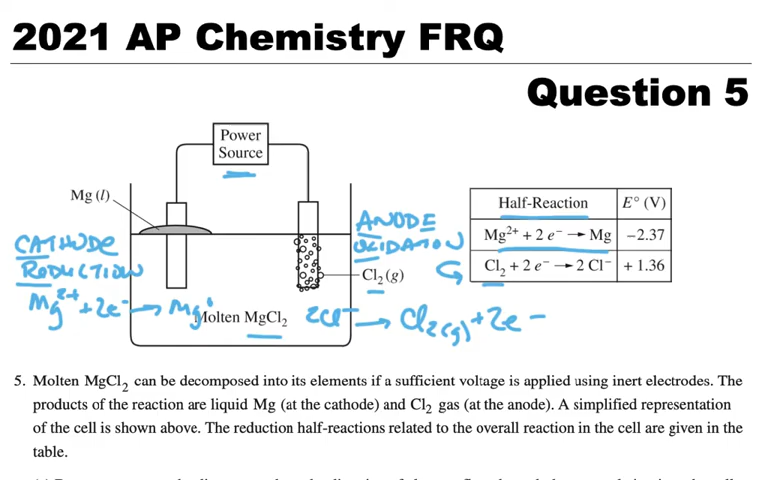 2021 AP Chemistry FRQ
Question 5
Power
Source
Mg (l)
CATHODE
REDUCTION
Mg²⁺ + 2e⁻ → Mg
ANODE
OXIDATION
Cl₂(g)
Molten MgCl₂
2Cl⁻ → Cl₂(g) + 2e⁻
Half-Reaction E° (V)
Mg²⁺ + 2 e⁻ → Mg −2.37
Cl₂ + 2 e⁻ → 2 Cl⁻ + 1.36
5. Molten MgCl₂ can be decomposed into its elements if a sufficient voltage is applied using inert electrodes. The
products of the reaction are liquid Mg (at the cathode) and Cl₂ gas (at the anode). A simplified representation
of the cell is shown above. The reduction half-reactions related to the overall reaction in the cell are given in the
table.